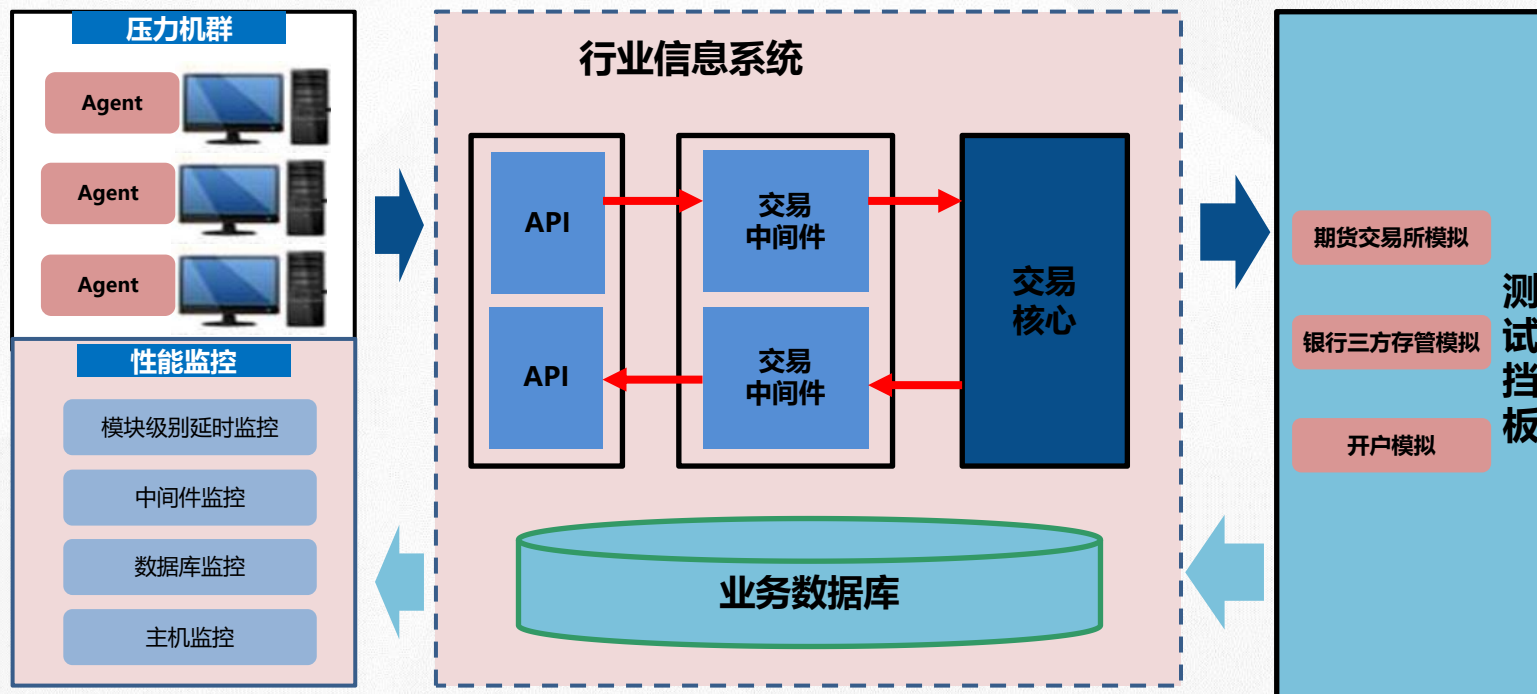 压力机群
Agent
Agent
Agent
性能监控
模块级别延时监控
中间件监控
数据库监控
主机监控
行业信息系统
API
交易
中间件
API
交易
中间件
交易
核心
业务数据库
期货交易所模拟
银行三方存管模拟
开户模拟
测
试
挡
板